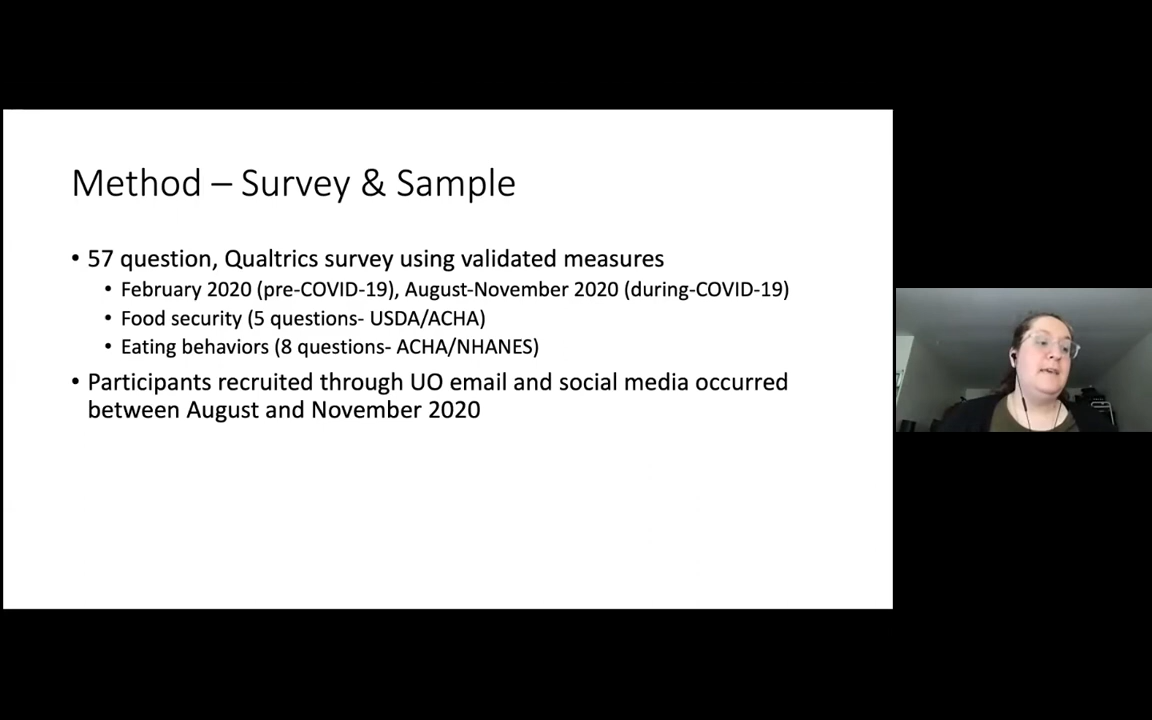 Method – Survey & Sample
• 57 question, Qualtrics survey using validated measures
• February 2020 (pre-COVID-19), August-November 2020 (during-COVID-19)
• Food security (5 questions- USDA/ACHA)
• Eating behaviors (8 questions- ACHA/NHANES)
• Participants recruited through UO email and social media occurred
between August and November 2020